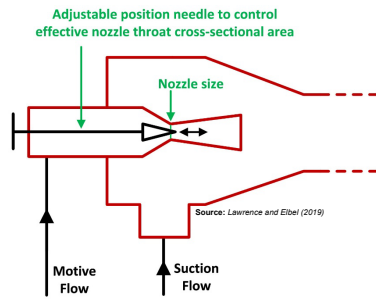 Adjustable position needle to control
effective nozzle throat cross-sectional area
Nozzle size
Source: Lawrence and Elbel (2019)
Motive
Flow
Suction
Flow